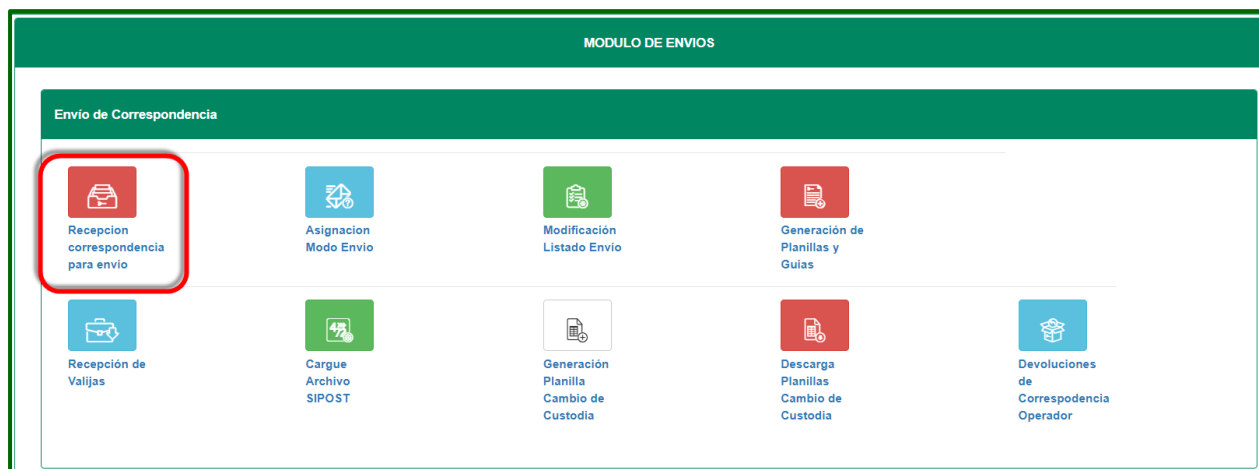 MODULO DE ENVIOS
Envío de Correspondencia
Recepcion
correspondencia
para envio
Asignacion
Modo Envio
Modificación
Listado Envío
Generación de
Planillas y
Guias
Recepción de
Valijas
Cargue
Archivo
SIPOST
Generación
Planilla
Cambio de
Custodia
Descarga
Planillas
Cambio de
Custodia
Devoluciones
de
Correspodencia
Operador